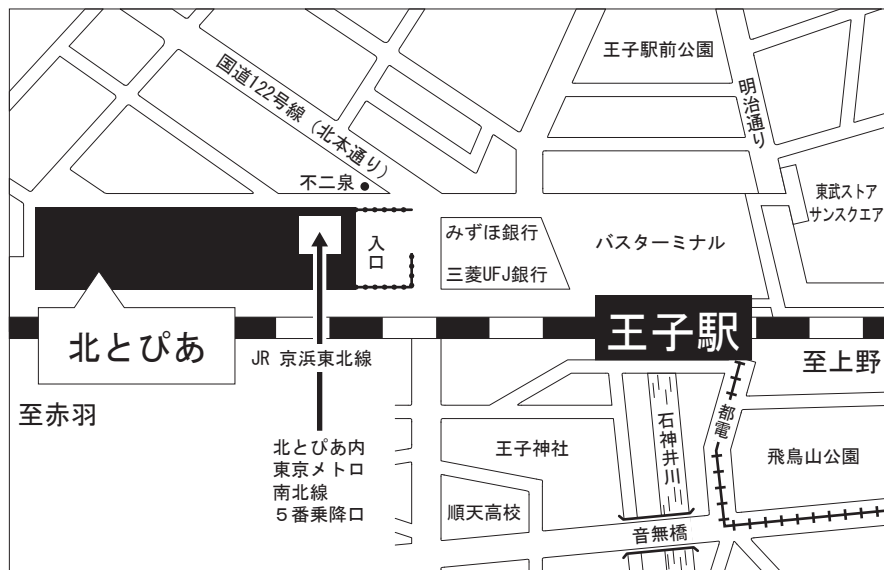 王子駅前公園
国道122号線(北本通り)
明治通り
不二泉
東武ストア
サンスクエア
入口
みずほ銀行
三菱UFJ銀行
バスターミナル
北とぴあ
王子駅
JR 京浜東北線
至上野
至赤羽
都電
石神井川
北とぴあ内
東京メトロ
南北線
5番乗降口
王子神社
飛鳥山公園
順天高校
音無橋